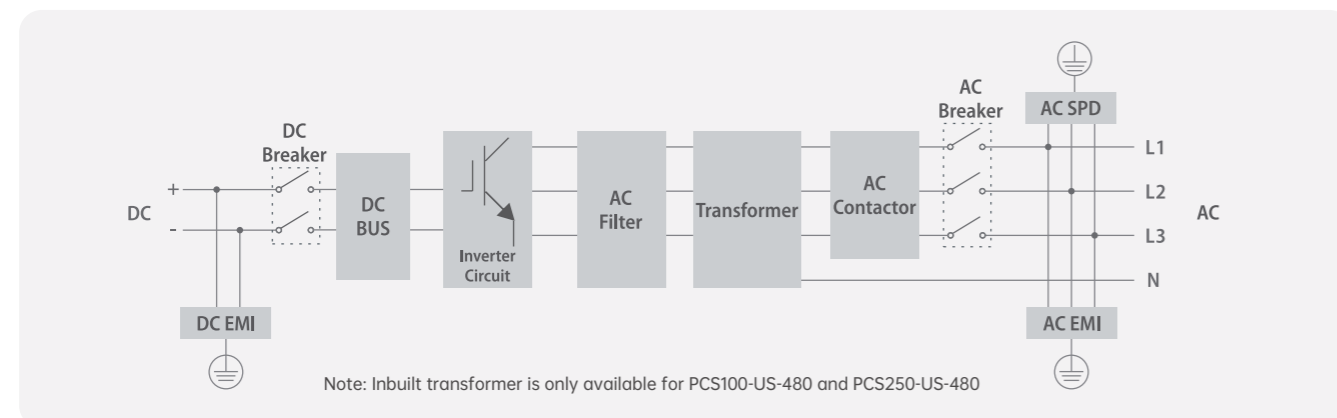 DC
+
-
DC
Breaker
DC EMI
DC
BUS
Inverter
Circuit
AC
Filter
Transformer
AC
Contactor
AC
Breaker
AC SPD
L1
L2
L3
N
AC
AC EMI
Note: Inbuilt transformer is only available for PCS100-US-480 and PCS250-US-480